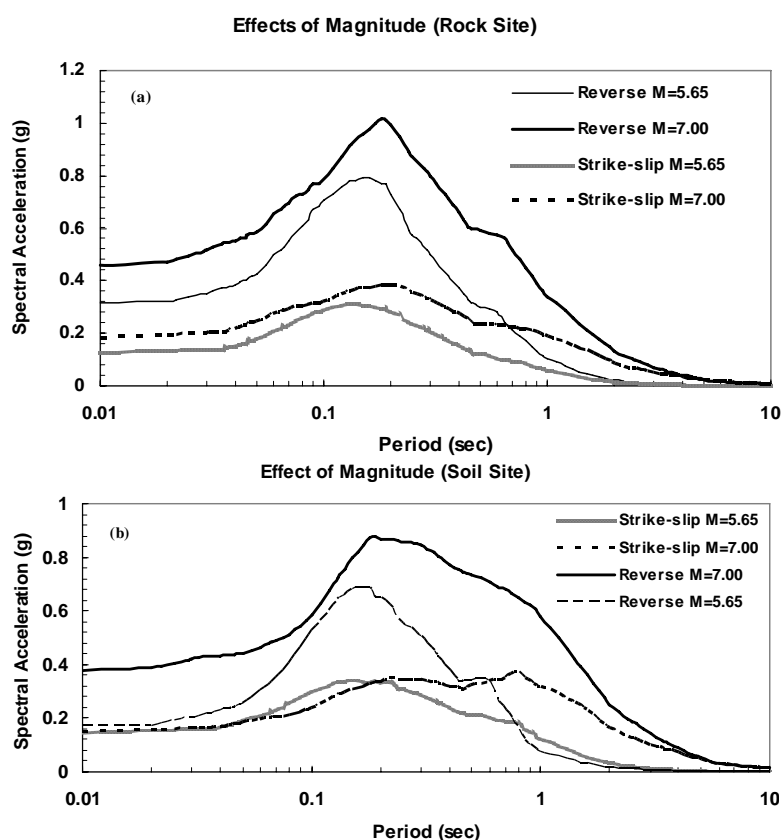 Effects of Magnitude (Rock Site)
1.2
1
0.8
0.6
0.4
0.2
0
Spectral Acceleration (g)
(a)
Reverse M=5.65
Reverse M=7.00
Strike-slip M=5.65
Strike-slip M=7.00
0.01
0.1
1
10
Period (sec)
Effect of Magnitude (Soil Site)
1
0.8
0.6
0.4
0.2
0
Spectral Acceleration (g)
(b)
Strike-slip M=5.65
Strike-slip M=7.00
Reverse M=7.00
Reverse M=5.65
0.01
0.1
1
10
Period (sec)